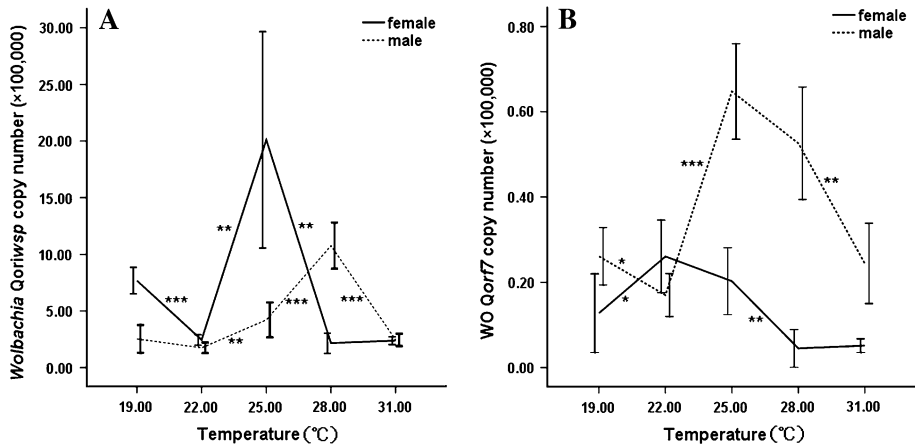 A
female
male
Wolbachia Qoriwsp copy number (×100,000)
30.00
25.00
20.00
15.00
10.00
5.00
0.00
***
**
**
**
***
***
19.00 22.00 25.00 28.00 31.00
Temperature(℃)
B
female
male
WO Qorf7 copy number (×100,000)
0.80
0.60
0.40
0.20
0.00
*
*
***
**
**
19.00 22.00 25.00 28.00 31.00
Temperature(℃)